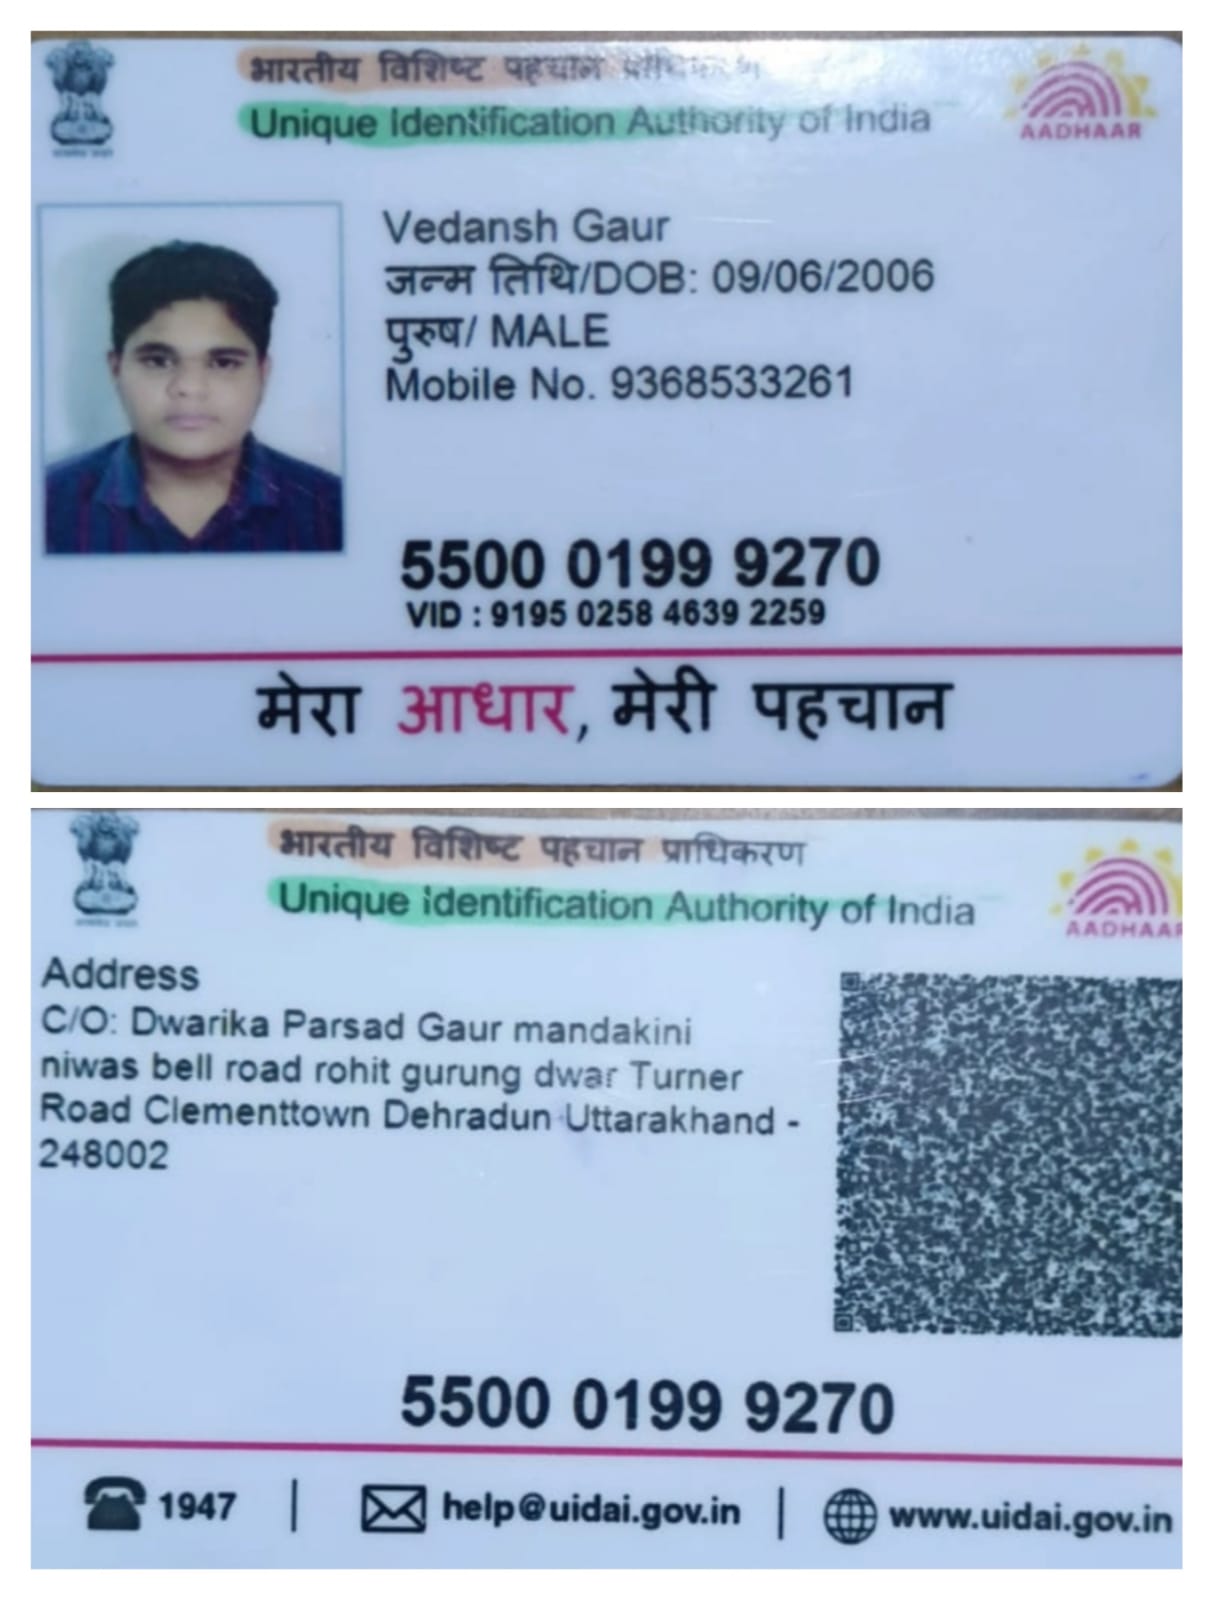 भारतीय विशिष्ट पहचान प्राधिकरण
Unique Identification Authority of India
AADHAAR
Vedansh Gaur
जन्म तिथि/DOB: 09/06/2006
पुरुष/ MALE
Mobile No. 9368533261
5500 0199 9270
VID : 9195 0258 4639 2259
मेरा आधार, मेरी पहचान
भारतीय विशिष्ट पहचान प्राधिकरण
Unique Identification Authority of India
AADHAAR
Address
C/O: Dwarika Parsad Gaur mandakini
niwas bell road rohit gurung dwar Turner
Road Clementtown Dehradun Uttarakhand -
248002
5500 0199 9270
1947 | help@uidai.gov.in | www.uidai.gov.in